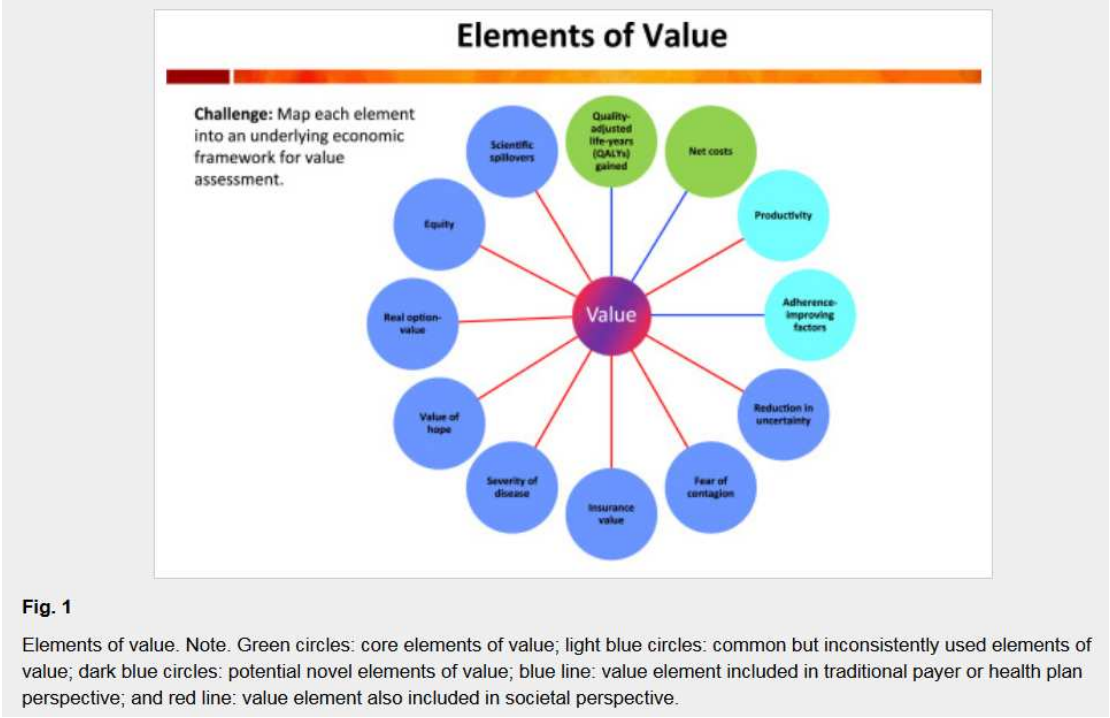 Elements of Value
Challenge: Map each element
into an underlying economic
framework for value
assessment.
Quality-
adjusted
life-years
(QALYs)
gained
Net costs
Productivity
Adherence-
improving
factors
Reduction in
uncertainty
Fear of
contagion
Insurance
value
Severity of
disease
Value of
hope
Real option-
value
Equity
Scientific
spillovers
Value
Fig. 1
Elements of value. Note. Green circles: core elements of value; light blue circles: common but inconsistently used elements of
value; dark blue circles: potential novel elements of value; blue line: value element included in traditional payer or health plan
perspective; and red line: value element also included in societal perspective.